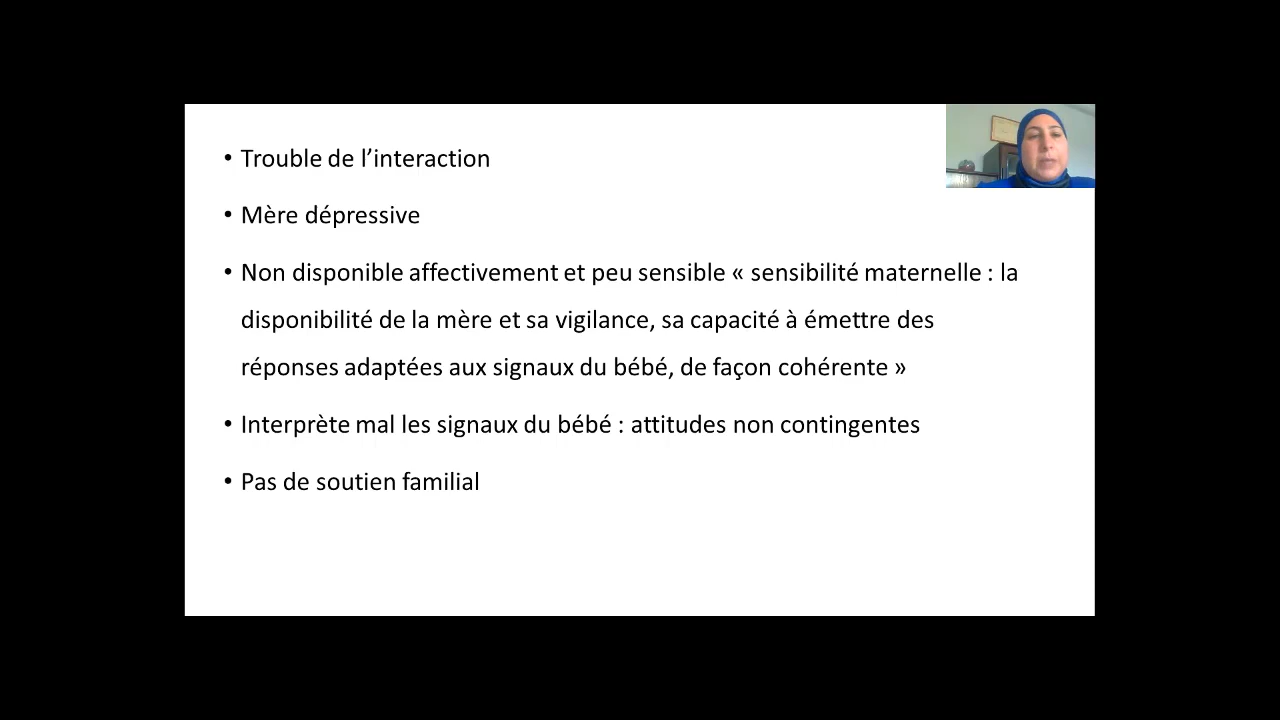 • Trouble de l’interaction
• Mère dépressive
• Non disponible affectivement et peu sensible « sensibilité maternelle : la
disponibilité de la mère et sa vigilance, sa capacité à émettre des
réponses adaptées aux signaux du bébé, de façon cohérente »
• Interprète mal les signaux du bébé : attitudes non contingentes
• Pas de soutien familial